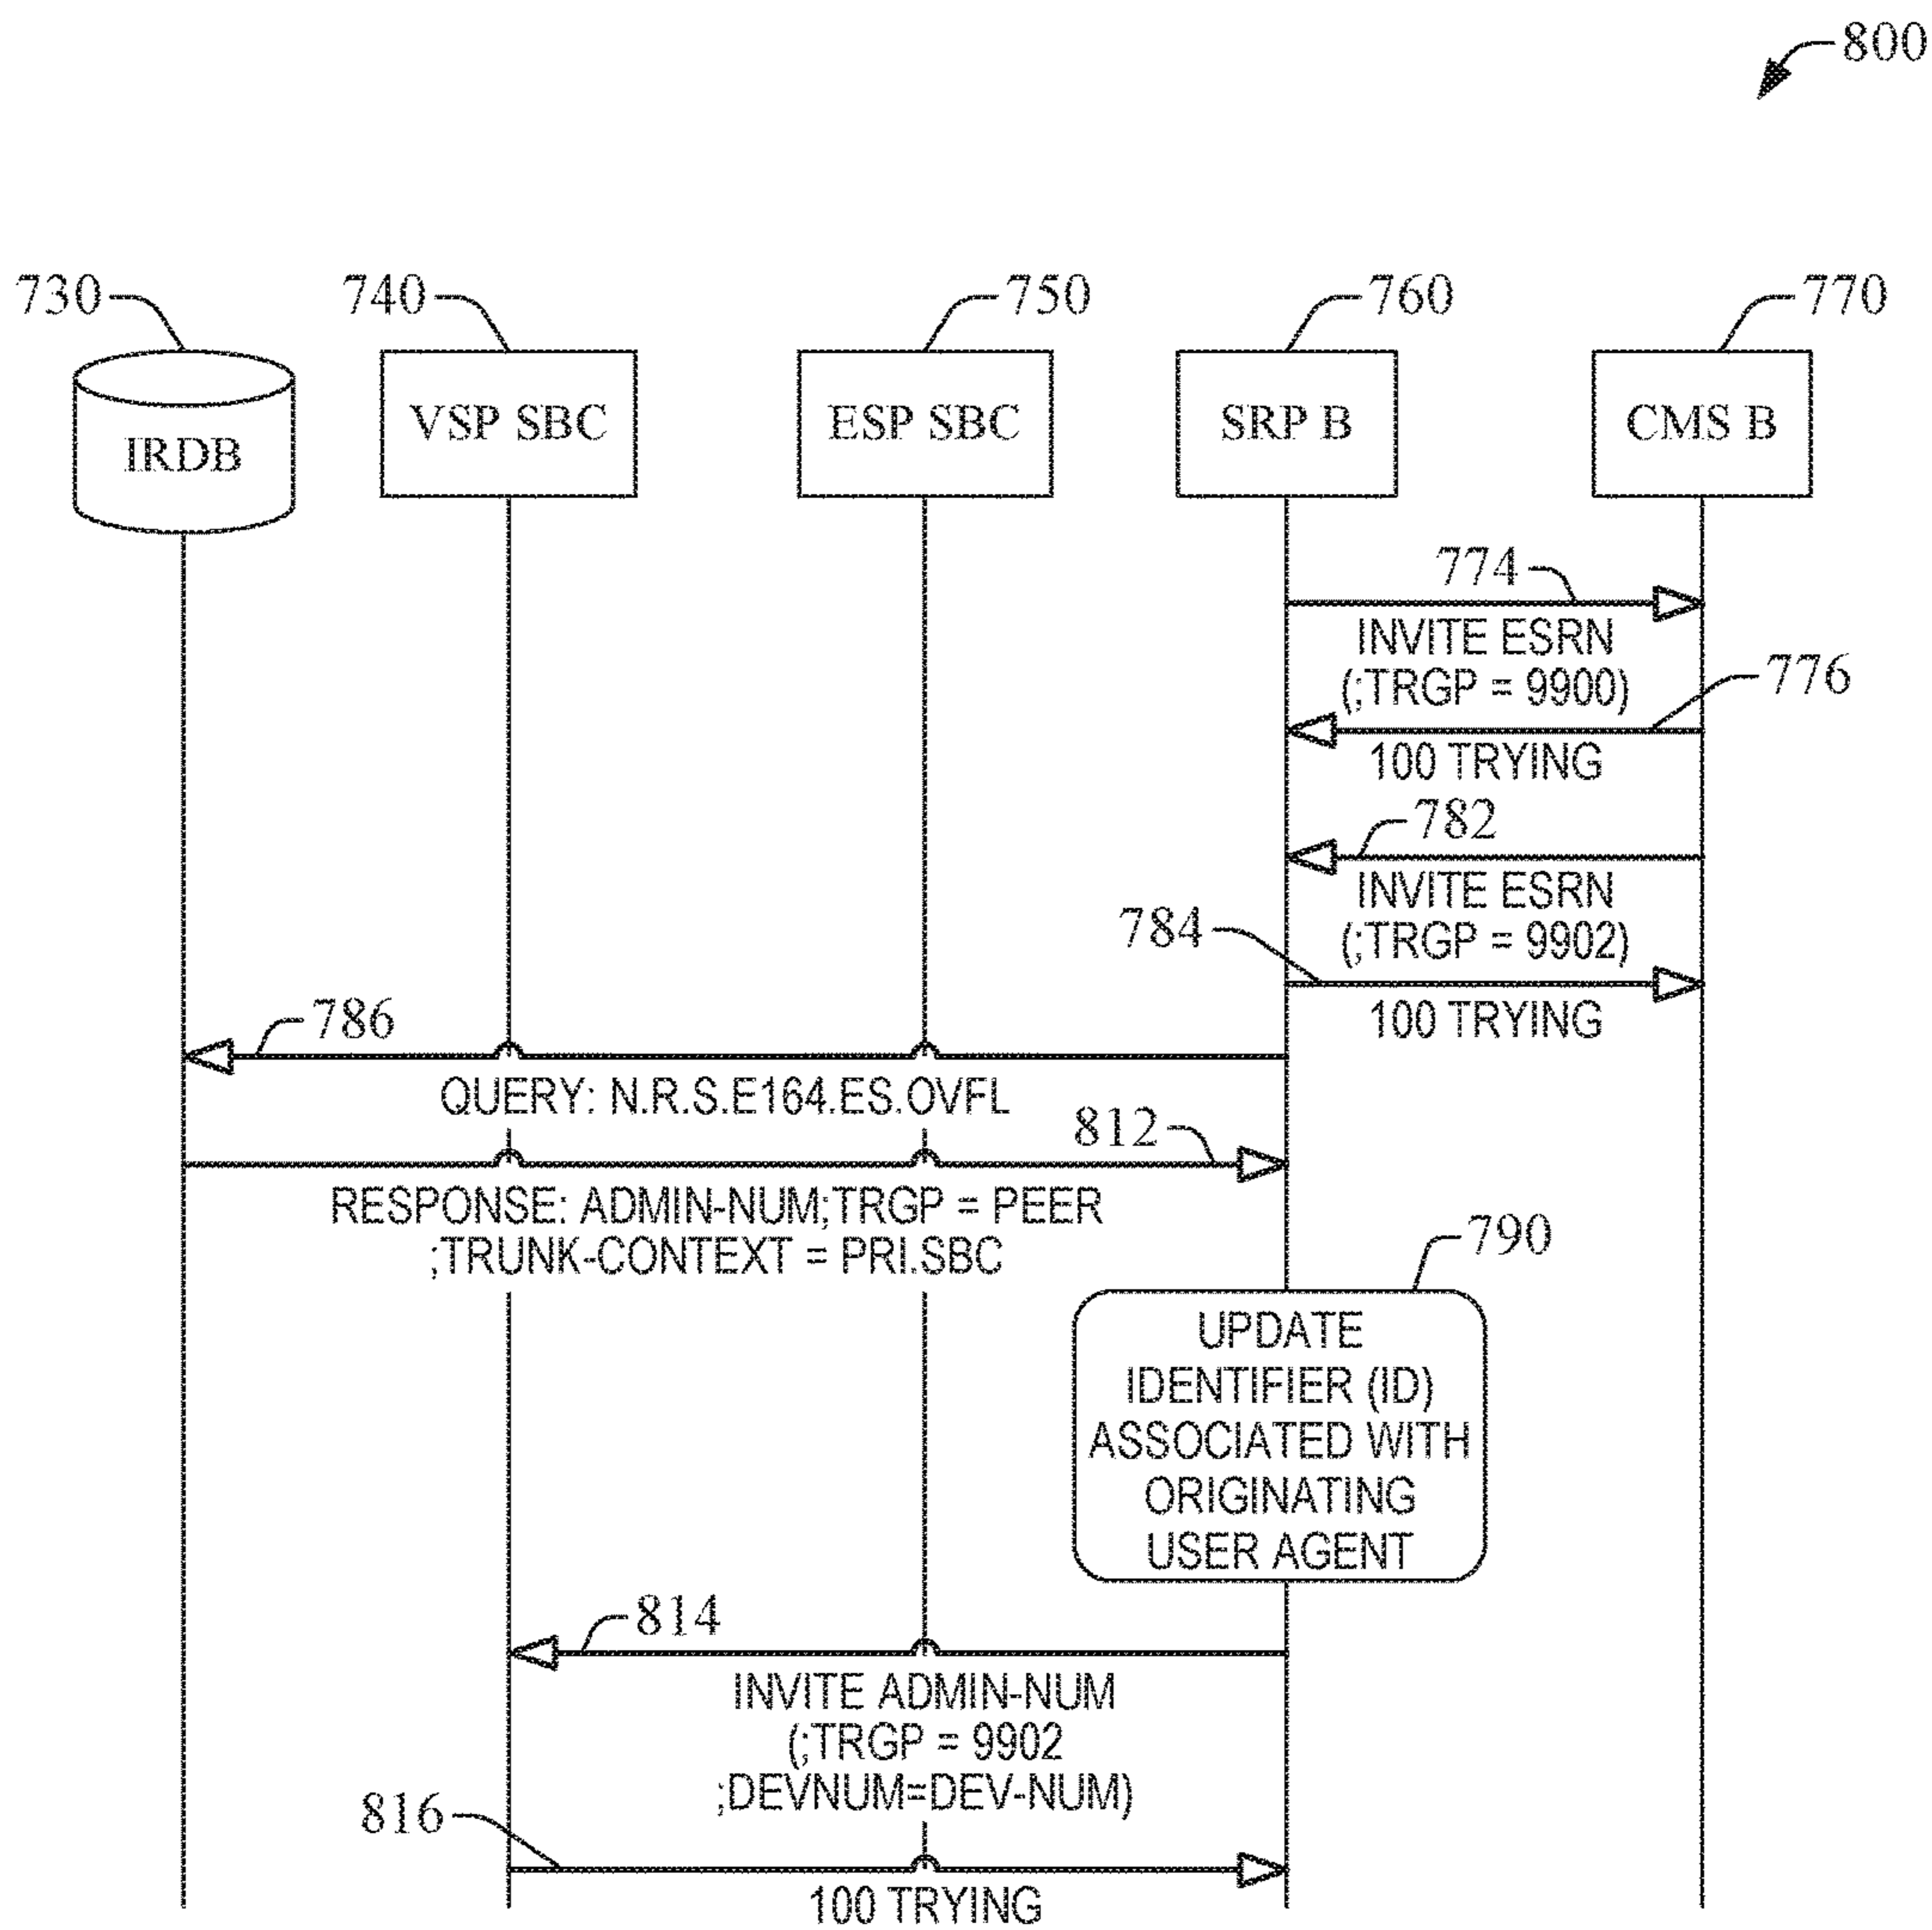 800
730
740
750
760
770
IRDB
VSP SBC
ESP SBC
SRP B
CMS B
774
INVITE ESRN
(;TRGP = 9900)
776
100 TRYING
782
INVITE ESRN
(;TRGP = 9902)
784
100 TRYING
786
QUERY: N.R.S.E164.ES.OVFL
812
RESPONSE: ADMIN-NUM;TRGP = PEER
;TRUNK-CONTEXT = PRI.SBC
790
UPDATE
IDENTIFIER (ID)
ASSOCIATED WITH
ORIGINATING
USER AGENT
814
INVITE ADMIN-NUM
(;TRGP = 9902
;DEVNUM=DEV-NUM)
816
100 TRYING